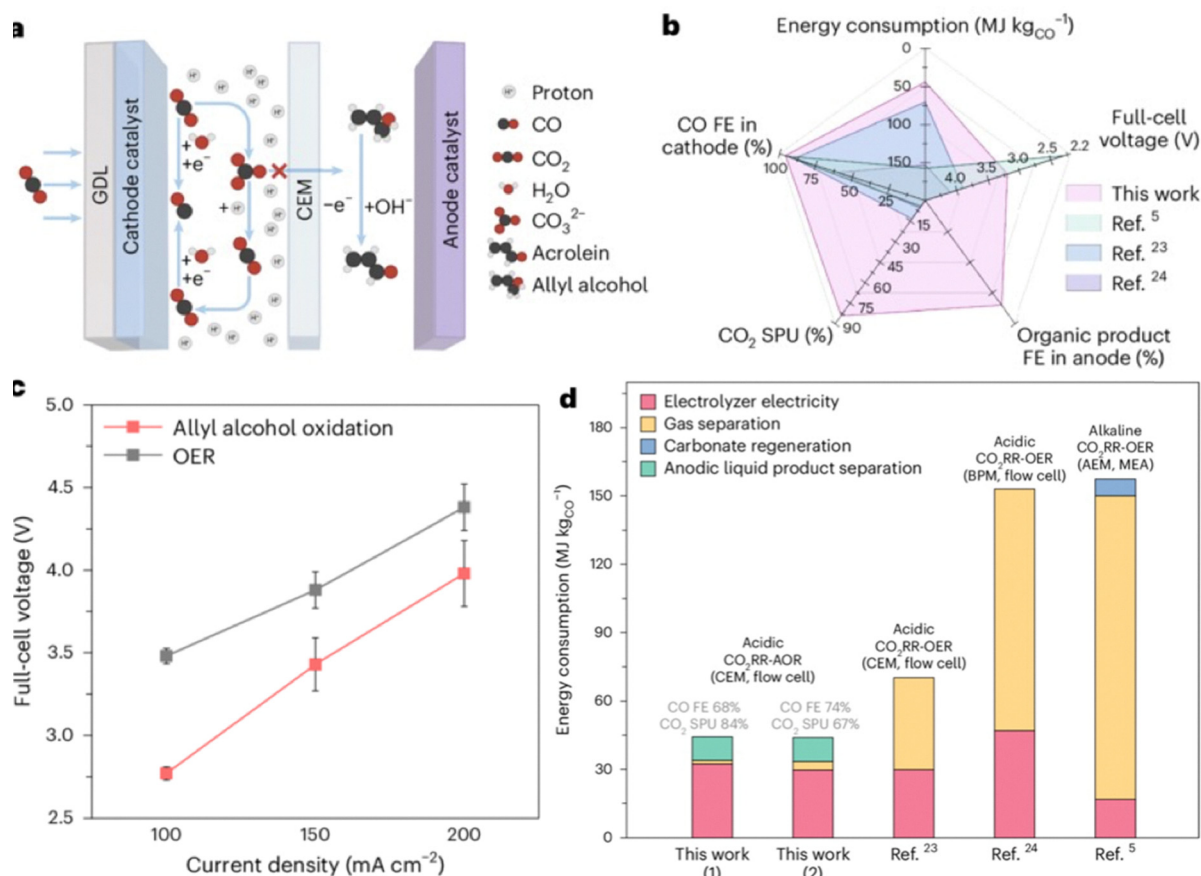 a
GDL
Cathode catalyst
CEM
Anode catalyst
H⁺
+
+e⁻
+
+
+e⁻
−e⁻
+OH⁻
Proton
CO
CO₂
H₂O
CO₃²⁻
Acrolein
Allyl alcohol
b
Energy consumption (MJ kg_CO⁻¹)
0
50
100
150
Full-cell
voltage (V)
2.2
2.5
3.0
3.5
4.0
CO FE in
cathode (%)
100
75
50
25
15
30
45
60
75
90
CO₂ SPU (%)
Organic product
FE in anode (%)
This work
Ref. ⁵
Ref. ²³
Ref. ²⁴
c
Full-cell voltage (V)
5.0
4.5
4.0
3.5
3.0
2.5
Allyl alcohol oxidation
OER
100
150
200
Current density (mA cm⁻²)
d
Energy consumption (MJ kg_CO⁻¹)
180
150
120
90
60
30
0
Electrolyzer electricity
Gas separation
Carbonate regeneration
Anodic liquid product separation
Acidic
CO₂RR-AOR
(CEM, flow cell)
CO FE 68%
CO₂ SPU 84%
CO FE 74%
CO₂ SPU 67%
Acidic
CO₂RR-OER
(CEM, flow cell)
Acidic
CO₂RR-OER
(BPM, flow cell)
Alkaline
CO₂RR-OER
(AEM, MEA)
This work
(1)
This work
(2)
Ref. ²³
Ref. ²⁴
Ref. ⁵